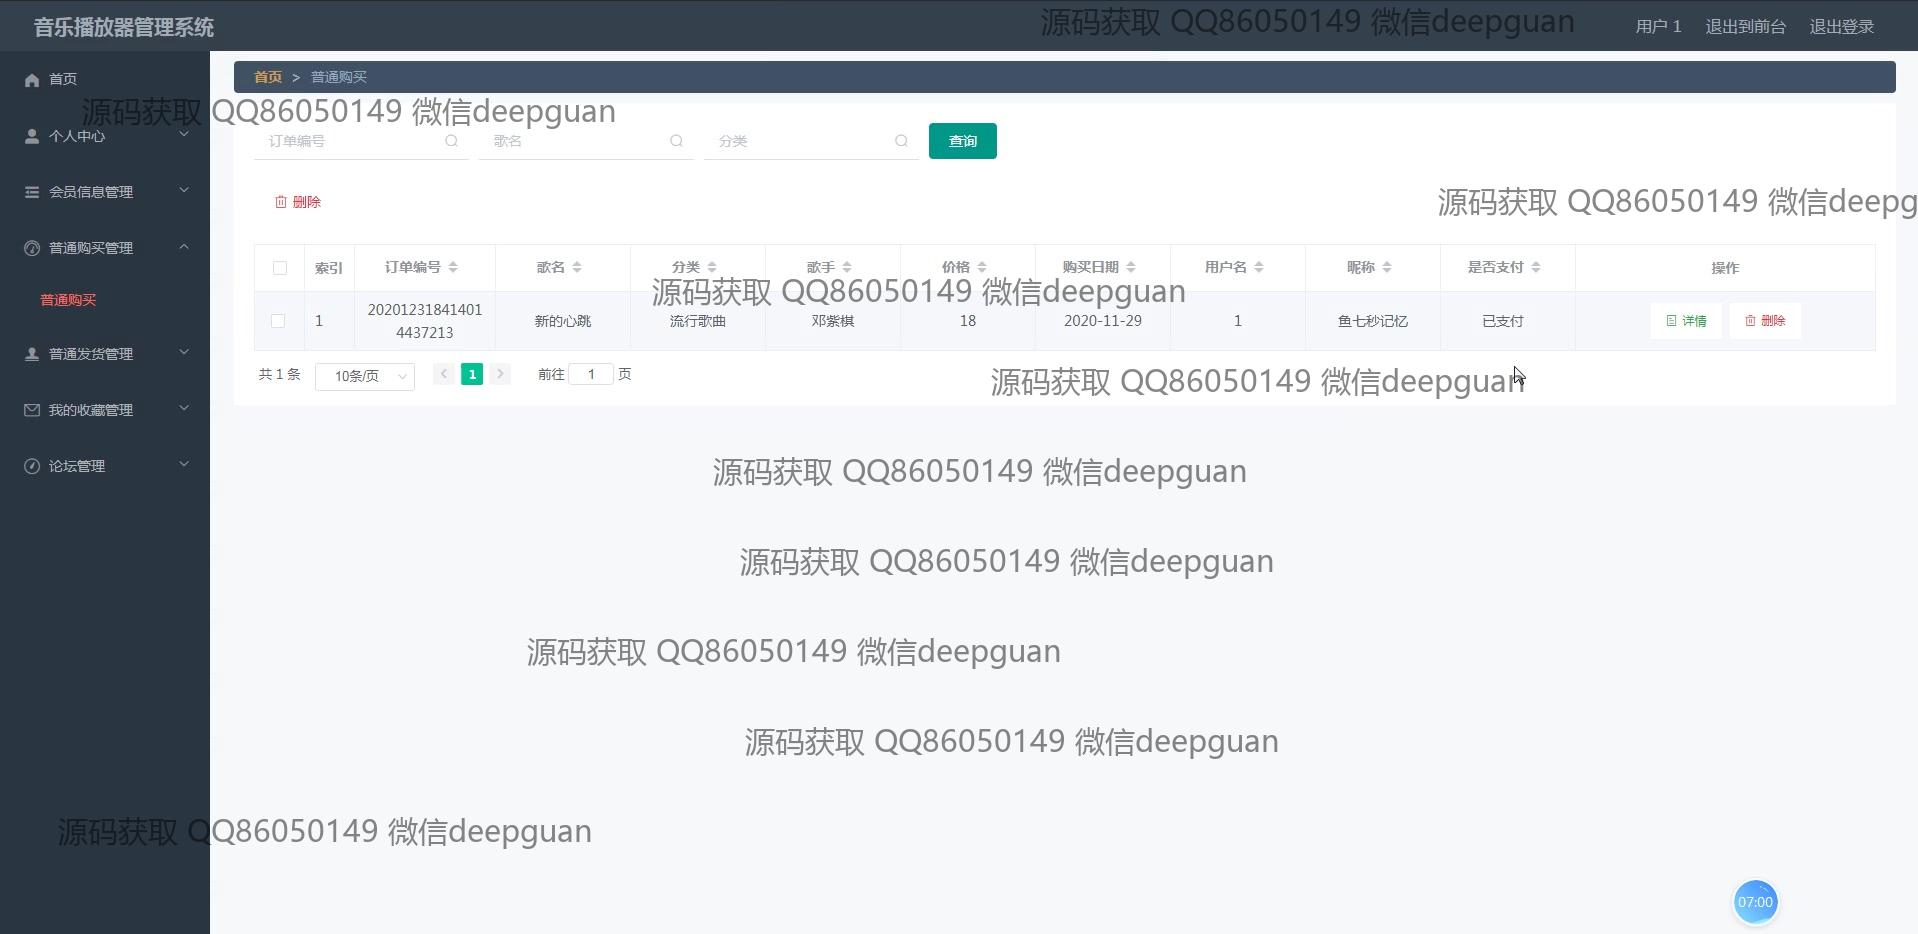 音乐播放器管理系统
源码获取 QQ86050149 微信deepguan
用户 1 退出到前台 退出登录
首页
首页 > 普通购买
源码获取 QQ86050149 微信deepguan
个人中心
订单编号 歌名 分类 查询
会员信息管理
删除
源码获取 QQ86050149 微信deepg
普通购买管理
索引 订单编号 歌名 分类 歌手 价格 购买日期 用户名 昵称 是否支付 操作
源码获取 QQ86050149 微信deepguan
普通购买
1 202012318414014437213 新的心跳 流行歌曲 邓紫棋 18 2020-11-29 1 鱼七秒记忆 已支付 详情 删除
普通发货管理
共 1 条 10条/页 1 前往 1 页
源码获取 QQ86050149 微信deepguan
我的收藏管理
论坛管理
源码获取 QQ86050149 微信deepguan
源码获取 QQ86050149 微信deepguan
源码获取 QQ86050149 微信deepguan
源码获取 QQ86050149 微信deepguan
源码获取 QQ86050149 微信deepguan
07:00